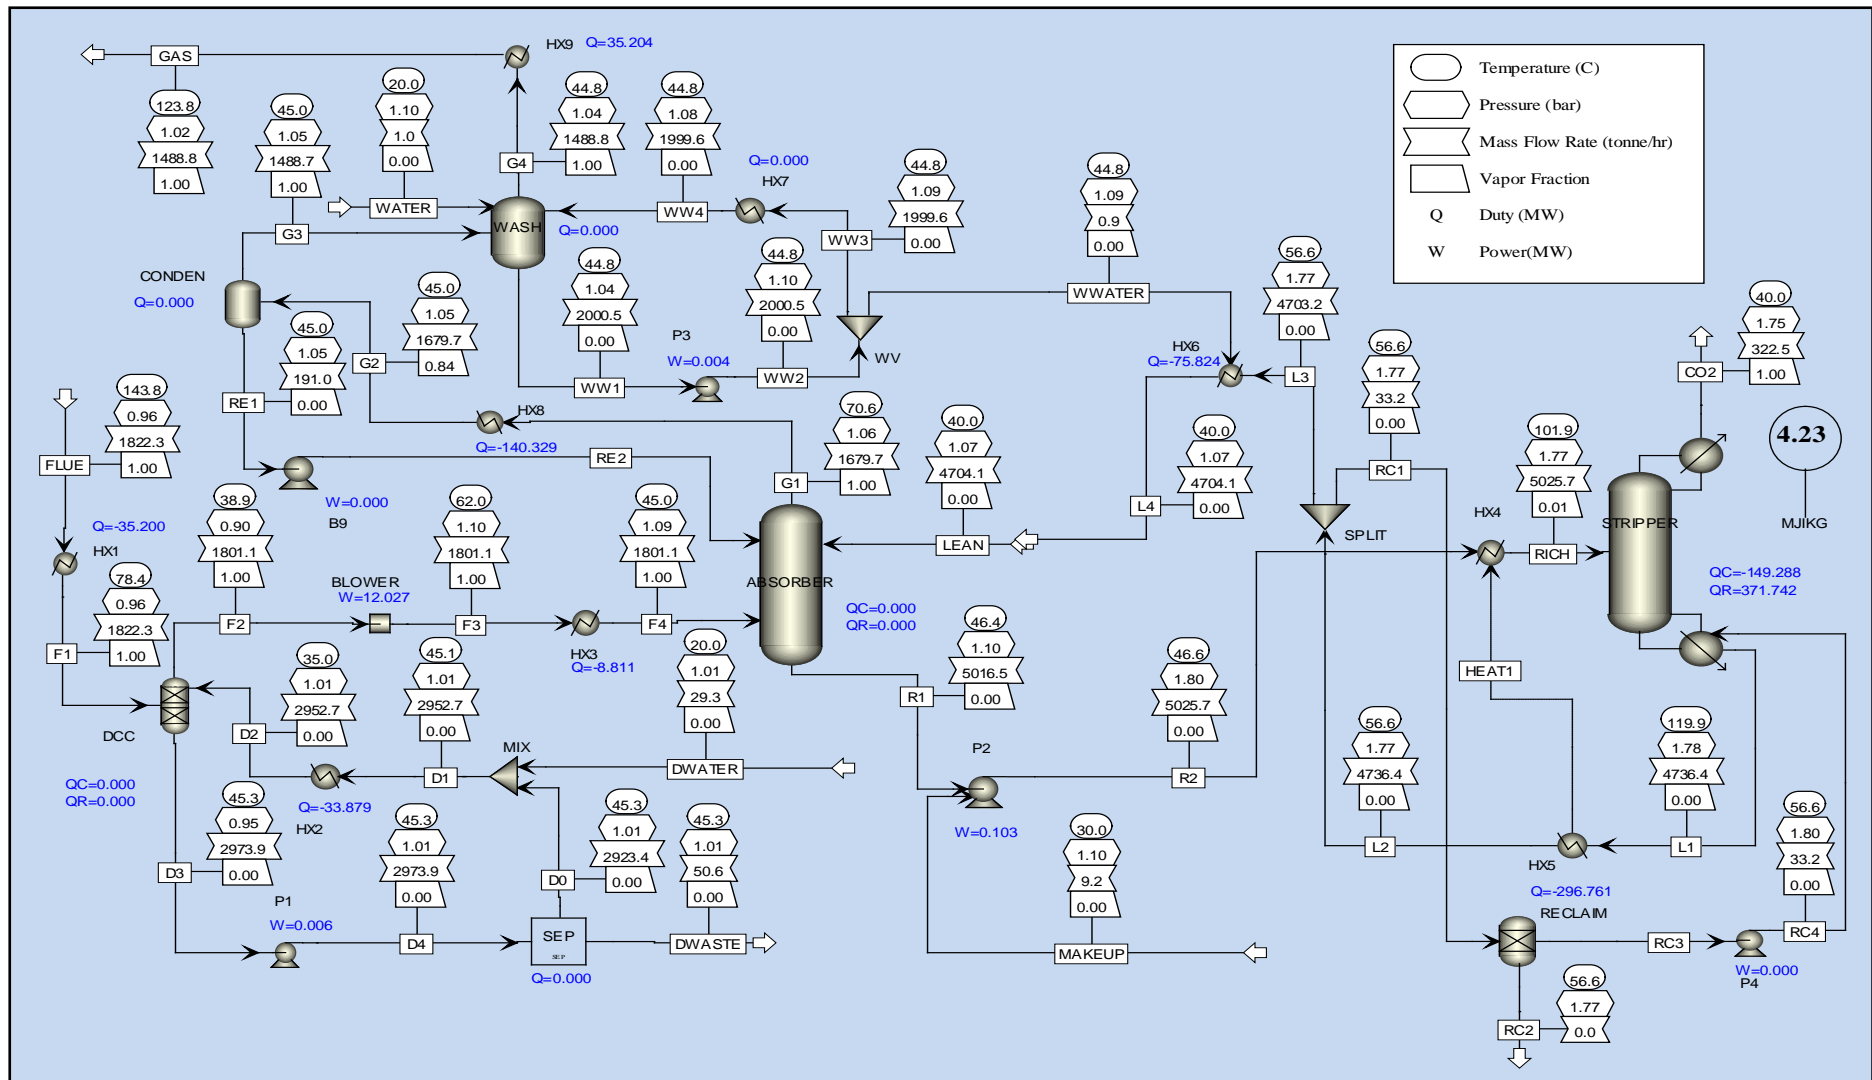 GAS
HX9
Q=35.204
123.8
1.02
1488.8
1.00
45.0
1.05
1488.7
1.00
20.0
1.10
1.0
0.00
44.8
1.04
1488.8
1.00
44.8
1.08
1999.6
0.00
G4
WATER
G3
WASH
Q=0.000
WW4
Q=0.000
HX7
44.8
1.09
1999.6
0.00
WW3
44.8
1.09
0.9
0.00
WWATER
Temperature (C)
Pressure (bar)
Mass Flow Rate (tonne/hr)
Vapor Fraction
Q Duty (MW)
W Power(MW)
CONDEN
Q=0.000
45.0
1.05
191.0
0.00
RE1
G2
45.0
1.05
1679.7
0.84
44.8
1.04
2000.5
0.00
WW1
P3
W=0.004
44.8
1.10
2000.5
0.00
WW2
WV
HX6
Q=-75.824
56.6
1.77
4703.2
0.00
L3
56.6
1.77
33.2
0.00
RC1
40.0
1.75
322.5
1.00
CO2
4.23
MJIKG
143.8
0.96
1822.3
1.00
FLUE
HX8
Q=-140.329
RE2
W=0.000
B9
70.6
1.06
1679.7
1.00
G1
40.0
1.07
4704.1
0.00
LEAN
40.0
1.07
4704.1
0.00
L4
SPLIT
101.9
1.77
5025.7
0.01
HX4
RICH
STRIPPER
QC=-149.288
QR=371.742
Q=-35.200
HX1
78.4
0.96
1822.3
1.00
F1
38.9
0.90
1801.1
1.00
F2
BLOWER
W=12.027
62.0
1.10
1801.1
1.00
F3
45.0
1.09
1801.1
1.00
F4
HX3
Q=-8.811
ABSORBER
QC=0.000
QR=0.000
46.4
1.10
5016.5
0.00
R1
DCC
QC=0.000
QR=0.000
35.0
1.01
2952.7
0.00
D2
45.1
1.01
2952.7
0.00
D1
MIX
20.0
1.01
29.3
0.00
DWATER
Q=-33.879
HX2
P2
W=0.103
46.6
1.80
5025.7
0.00
R2
HEAT1
56.6
1.77
4736.4
0.00
L2
119.9
1.78
4736.4
0.00
L1
HX5
Q=-296.761
45.3
0.95
2973.9
0.00
D3
P1
W=0.006
45.3
1.01
2973.9
0.00
D4
45.3
1.01
2923.4
0.00
D0
SEP
SEP
Q=0.000
45.3
1.01
50.6
0.00
DWASTE
30.0
1.10
9.2
0.00
MAKEUP
RECLAIM
RC3
56.6
1.80
33.2
0.00
RC4
W=0.000
P4
56.6
1.77
0.0
RC2